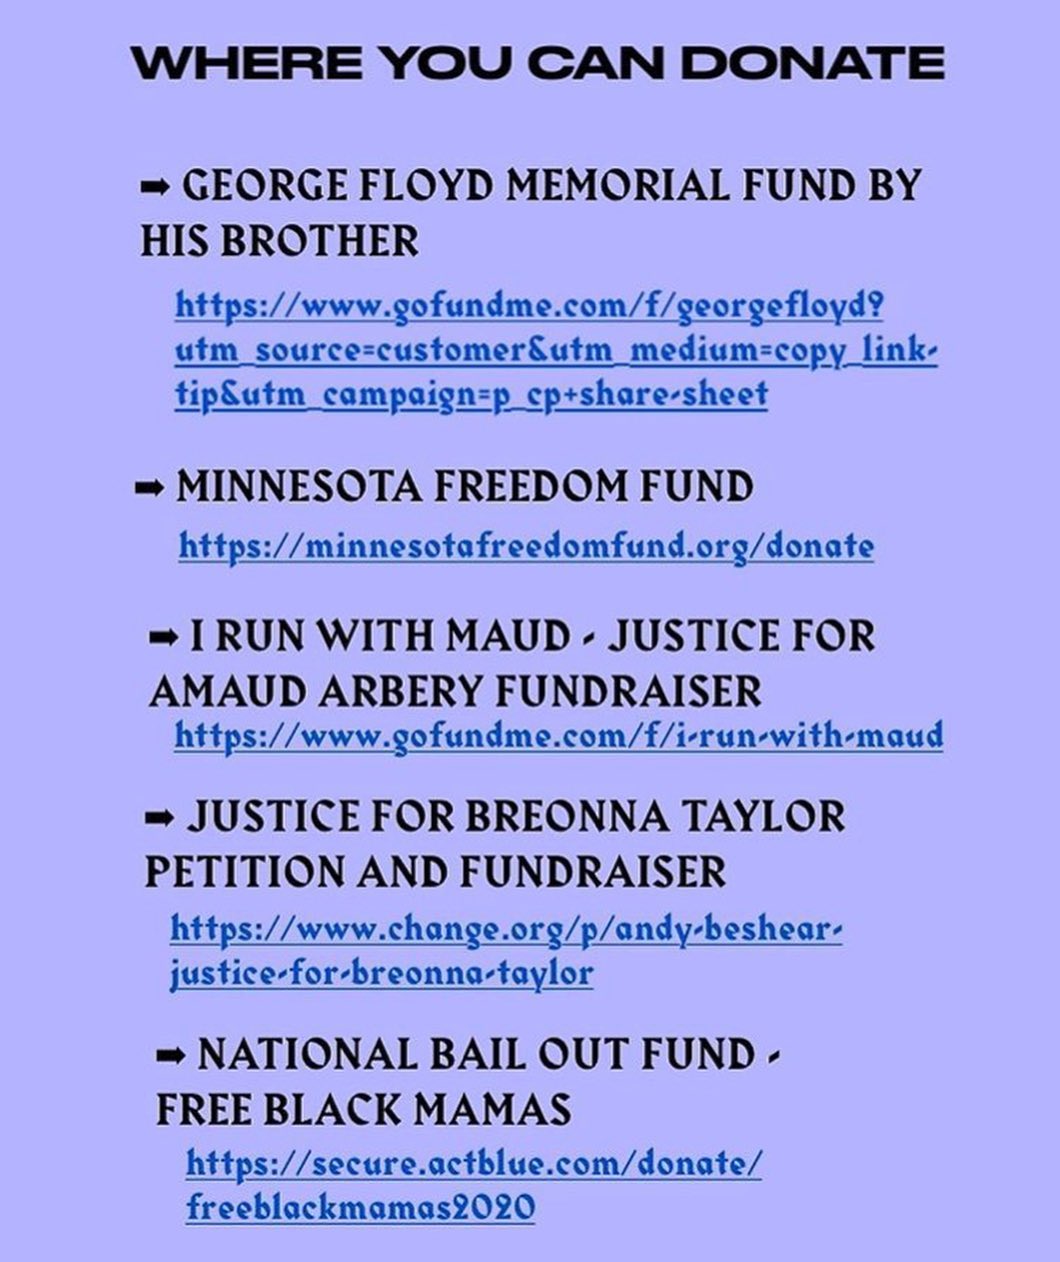 WHERE YOU CAN DONATE
➡ GEORGE FLOYD MEMORIAL FUND BY
HIS BROTHER
https://www.gofundme.com/f/georgefloyd?
utm_source=customer&utm_medium=copy_link-
tip&utm_campaign=p_cp+share-sheet
➡ MINNESOTA FREEDOM FUND
https://minnesotafreedomfund.org/donate
➡ I RUN WITH MAUD - JUSTICE FOR
AMAUD ARBERY FUNDRAISER
https://www.gofundme.com/f/i-run-with-maud
➡ JUSTICE FOR BREONNA TAYLOR
PETITION AND FUNDRAISER
https://www.change.org/p/andy-beshear-
justice-for-breonna-taylor
➡ NATIONAL BAIL OUT FUND -
FREE BLACK MAMAS
https://secure.actblue.com/donate/
freeblackmamas2020